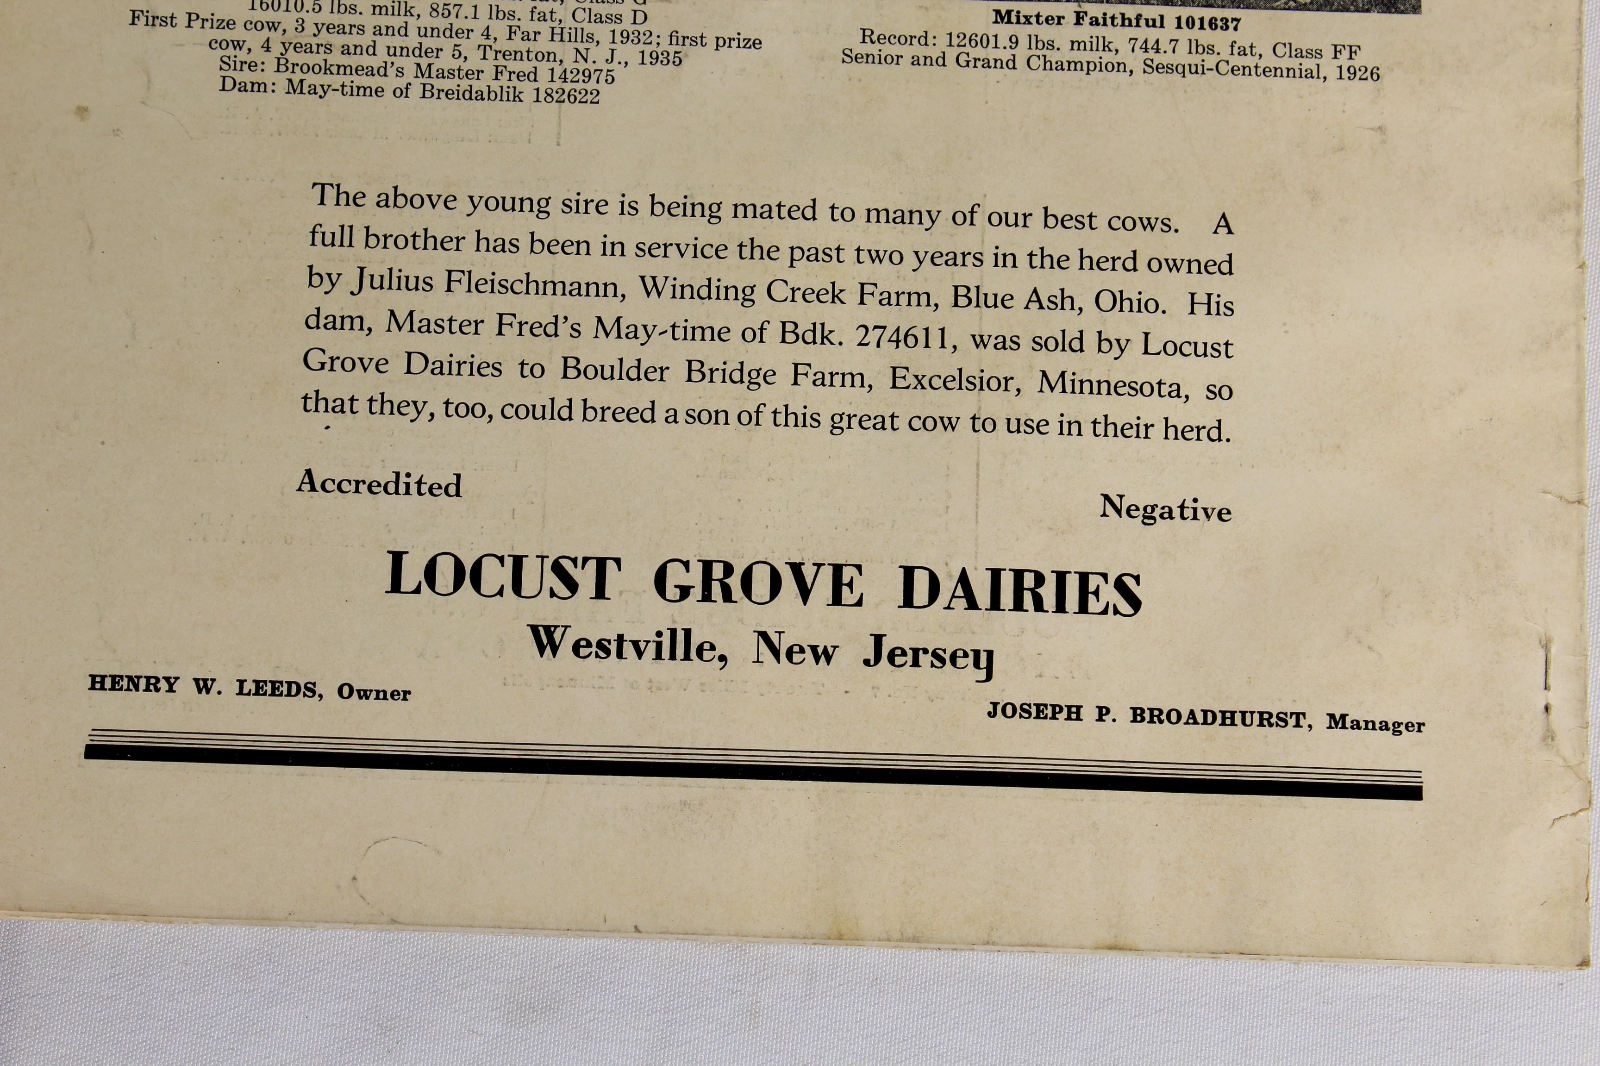 16010.5 lbs. milk, 857.1 lbs. fat, Class D
First Prize cow, 3 years and under 4, Far Hills, 1932; first prize
cow, 4 years and under 5, Trenton, N. J., 1935
Sire: Brookmead's Master Fred 142975
Dam: May-time of Breidablik 182622
Mixter Faithful 101637
Record: 12601.9 lbs. milk, 744.7 lbs. fat, Class FF
Senior and Grand Champion, Sesqui-Centennial, 1926
The above young sire is being mated to many of our best cows. A
full brother has been in service the past two years in the herd owned
by Julius Fleischmann, Winding Creek Farm, Blue Ash, Ohio. His
dam, Master Fred's May-time of Bdk. 274611, was sold by Locust
Grove Dairies to Boulder Bridge Farm, Excelsior, Minnesota, so
that they, too, could breed a son of this great cow to use in their herd.
Accredited
Negative
LOCUST GROVE DAIRIES
Westville, New Jersey
HENRY W. LEEDS, Owner
JOSEPH P. BROADHURST, Manager